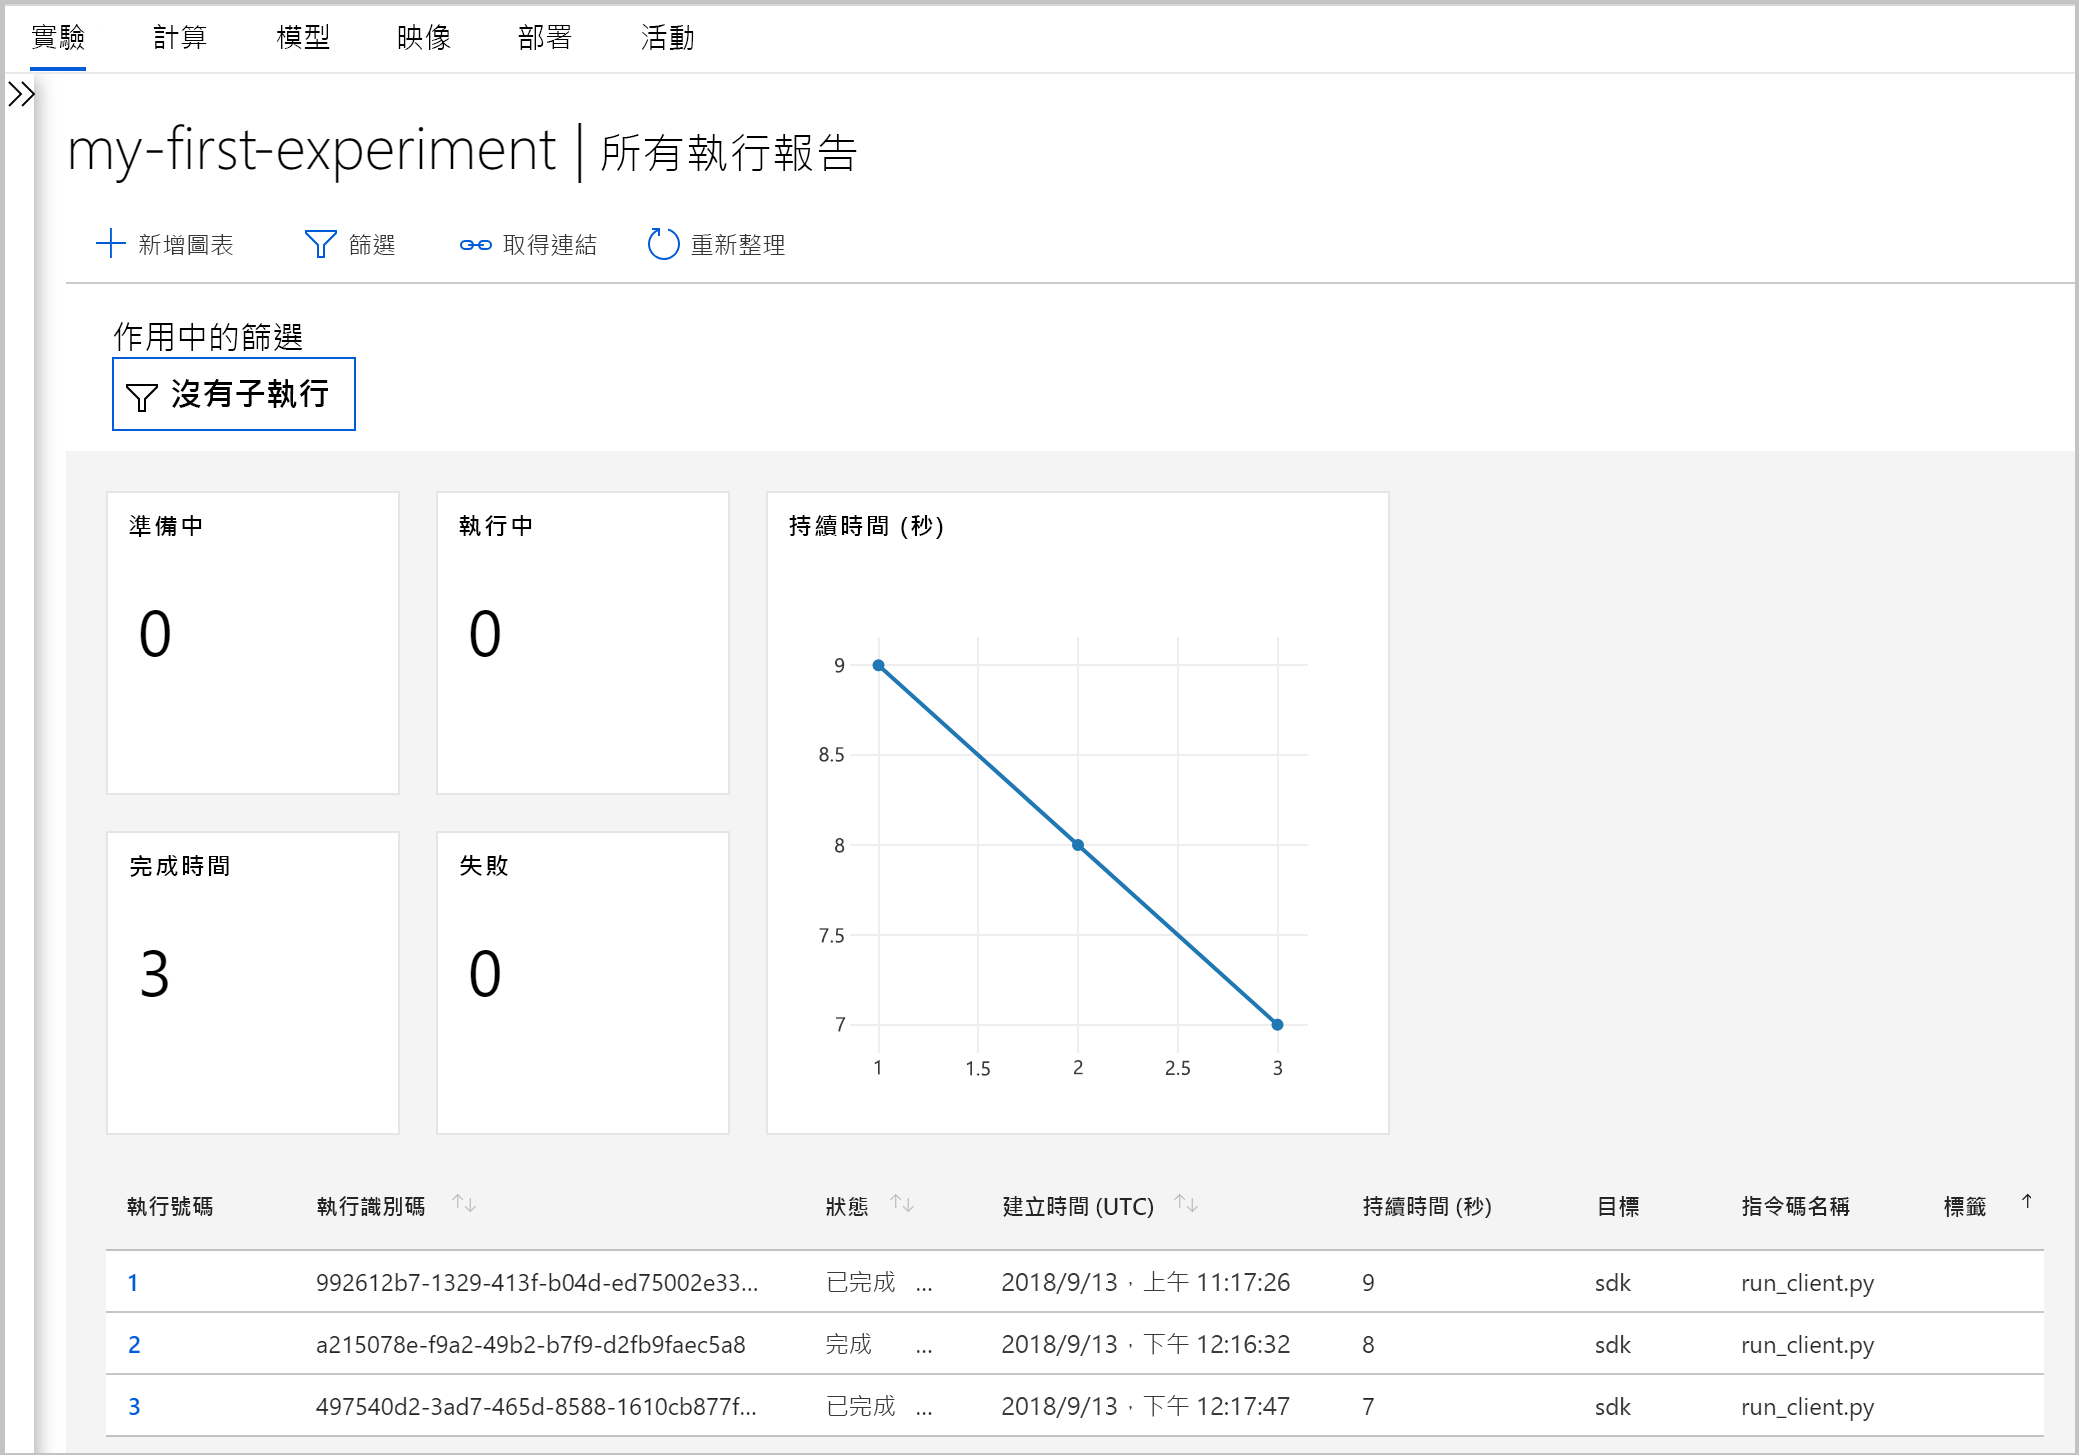 實驗 計算 模型 映像 部署 活動
my-first-experiment | 所有執行報告
新增圖表 篩選 取得連結 重新整理
作用中的篩選
沒有子執行
準備中 執行中 持續時間 (秒)
0 0
9
8.5
8
7.5
7
1 1.5 2 2.5 3
完成時間 失敗
3 0
執行號碼 執行識別碼 狀態 建立時間 (UTC) 持續時間 (秒) 目標 指令碼名稱 標籤
1 992612b7-1329-413f-b04d-ed75002e33... 已完成 ... 2018/9/13，上午 11:17:26 9 sdk run_client.py
2 a215078e-f9a2-49b2-b7f9-d2fb9faec5a8 完成 ... 2018/9/13，下午 12:16:32 8 sdk run_client.py
3 497540d2-3ad7-465d-8588-1610cb877f... 已完成 ... 2018/9/13，下午 12:17:47 7 sdk run_client.py